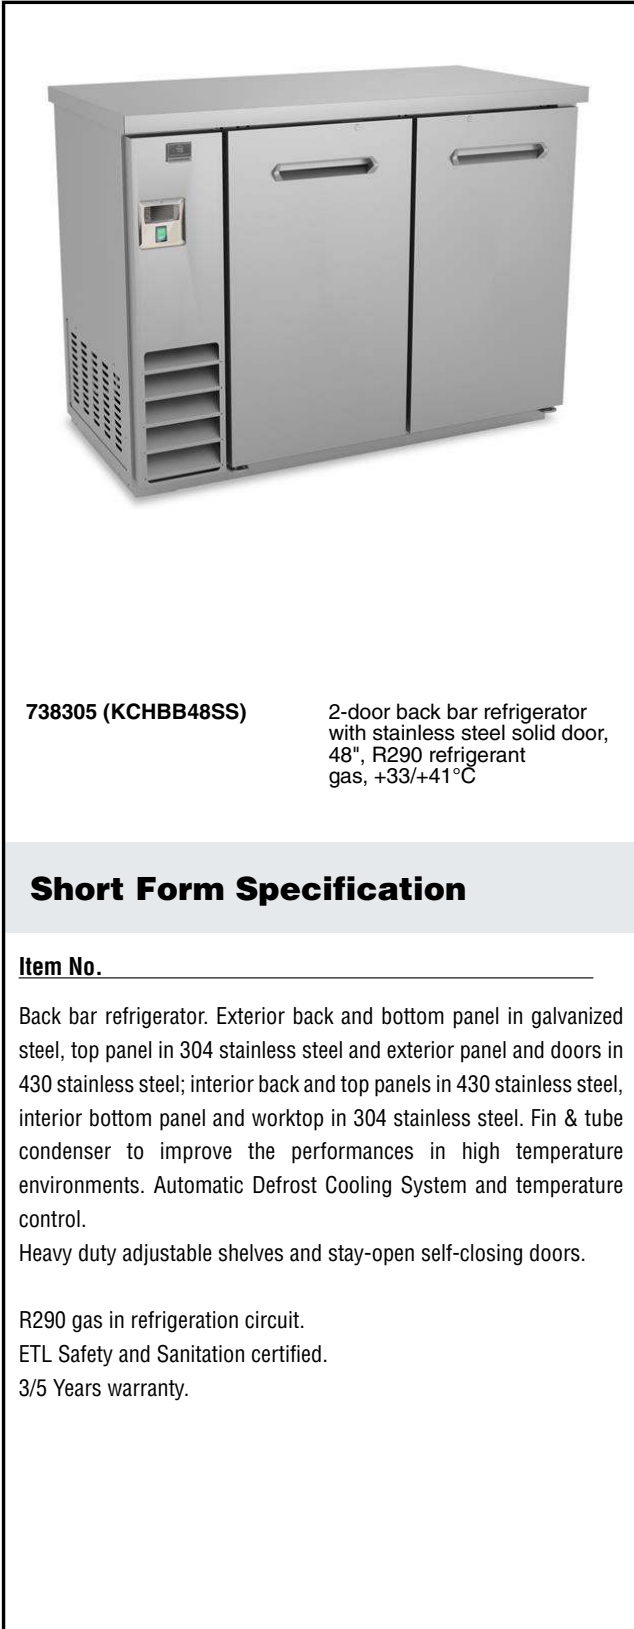 738305 (KCHBB48SS)
2-door back bar refrigerator
with stainless steel solid door,
48", R290 refrigerant
gas, +33/+41°C
Short Form Specification
Item No.
Back bar refrigerator. Exterior back and bottom panel in galvanized
steel, top panel in 304 stainless steel and exterior panel and doors in
430 stainless steel; interior back and top panels in 430 stainless steel,
interior bottom panel and worktop in 304 stainless steel. Fin & tube
condenser to improve the performances in high temperature
environments. Automatic Defrost Cooling System and temperature
control.
Heavy duty adjustable shelves and stay-open self-closing doors.
R290 gas in refrigeration circuit.
ETL Safety and Sanitation certified.
3/5 Years warranty.